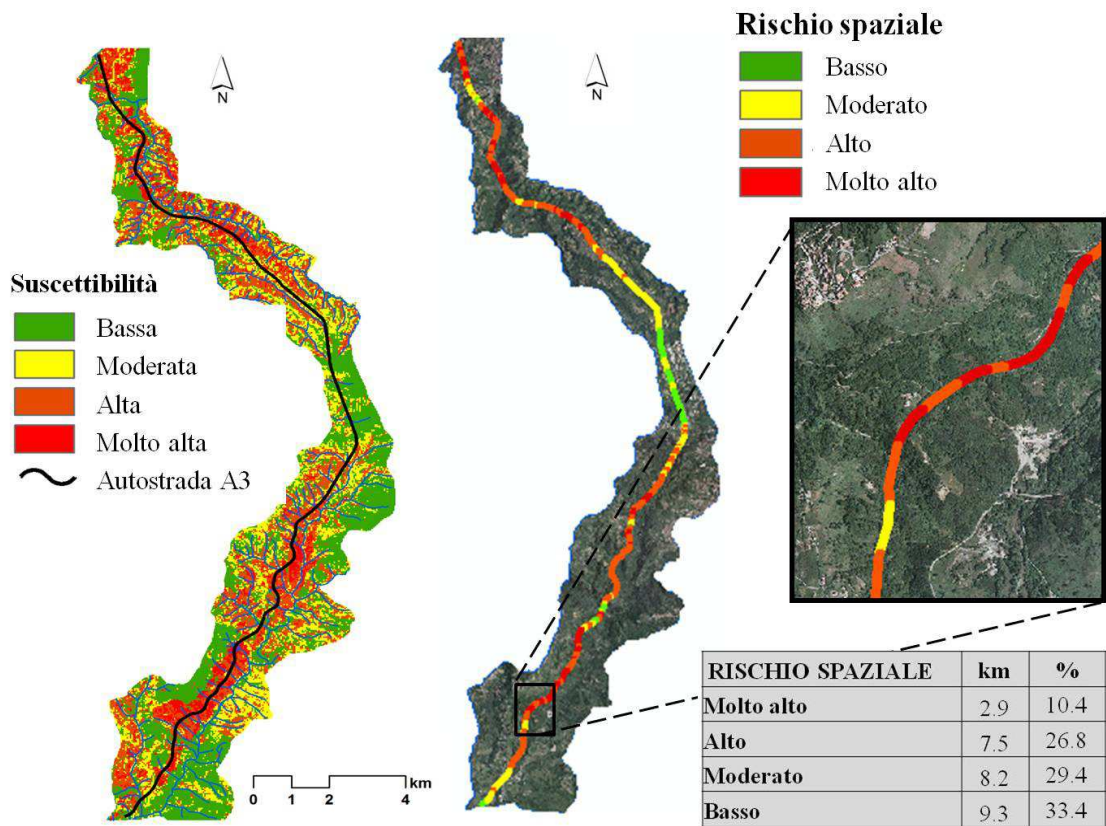 Rischio spaziale
Basso
Moderato
Alto
Molto alto
N
N
Suscettibilità
Bassa
Moderata
Alta
Molto alta
Autostrada A3
km
0 1 2 4
RISCHIO SPAZIALE km %
Molto alto 2.9 10.4
Alto 7.5 26.8
Moderato 8.2 29.4
Basso 9.3 33.4